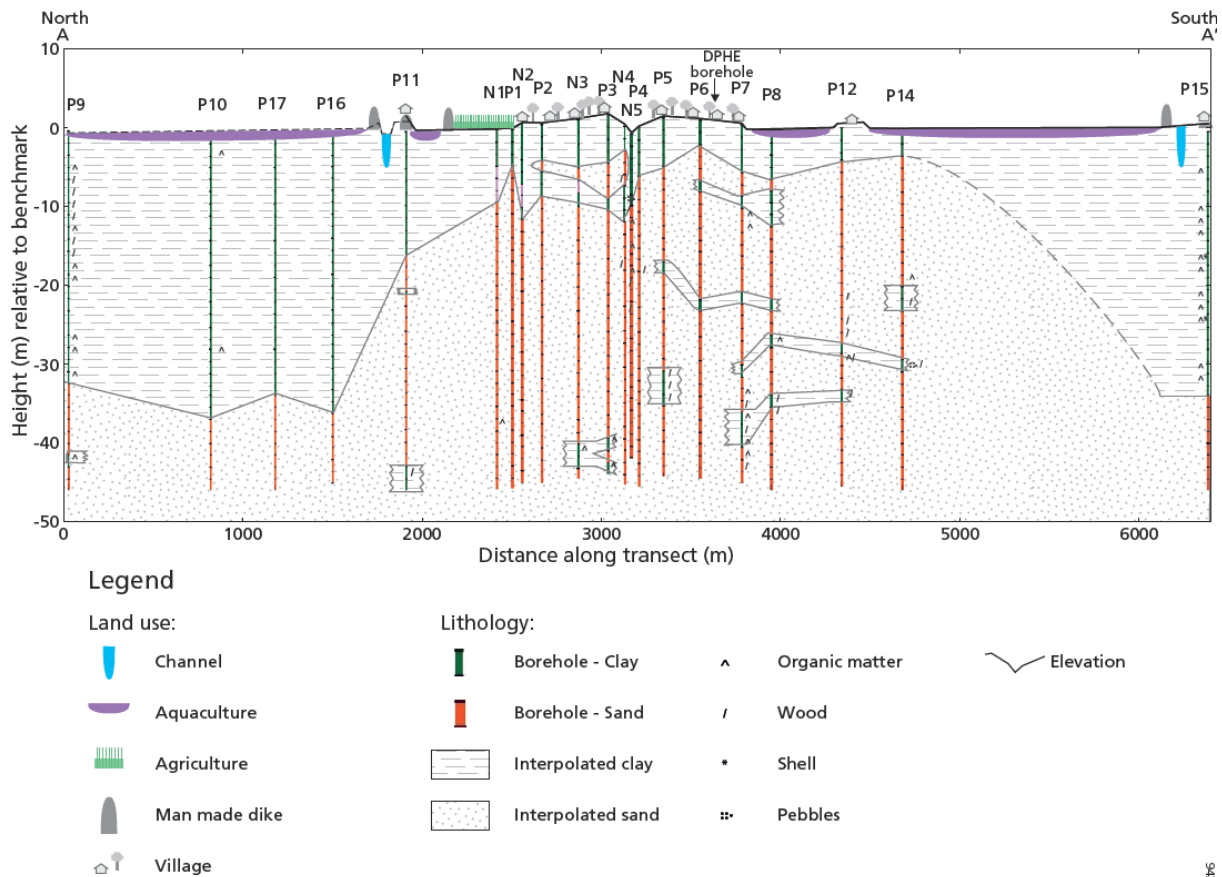 North
A
South
A'
10
0
-10
-20
-30
-40
-50
Height (m) relative to benchmark
P9
P10
P17
P16
P11
N1
P1
N2
P2
N3
P3
N4
P4
N5
P5
P6
DPHE
borehole
P7
P8
P12
P14
P15
0
1000
2000
3000
4000
5000
6000
Distance along transect (m)
Legend
Land use:
Channel
Aquaculture
Agriculture
Man made dike
Village
Lithology:
Borehole - Clay
Borehole - Sand
Interpolated clay
Interpolated sand
Organic matter
Wood
Shell
Pebbles
Elevation